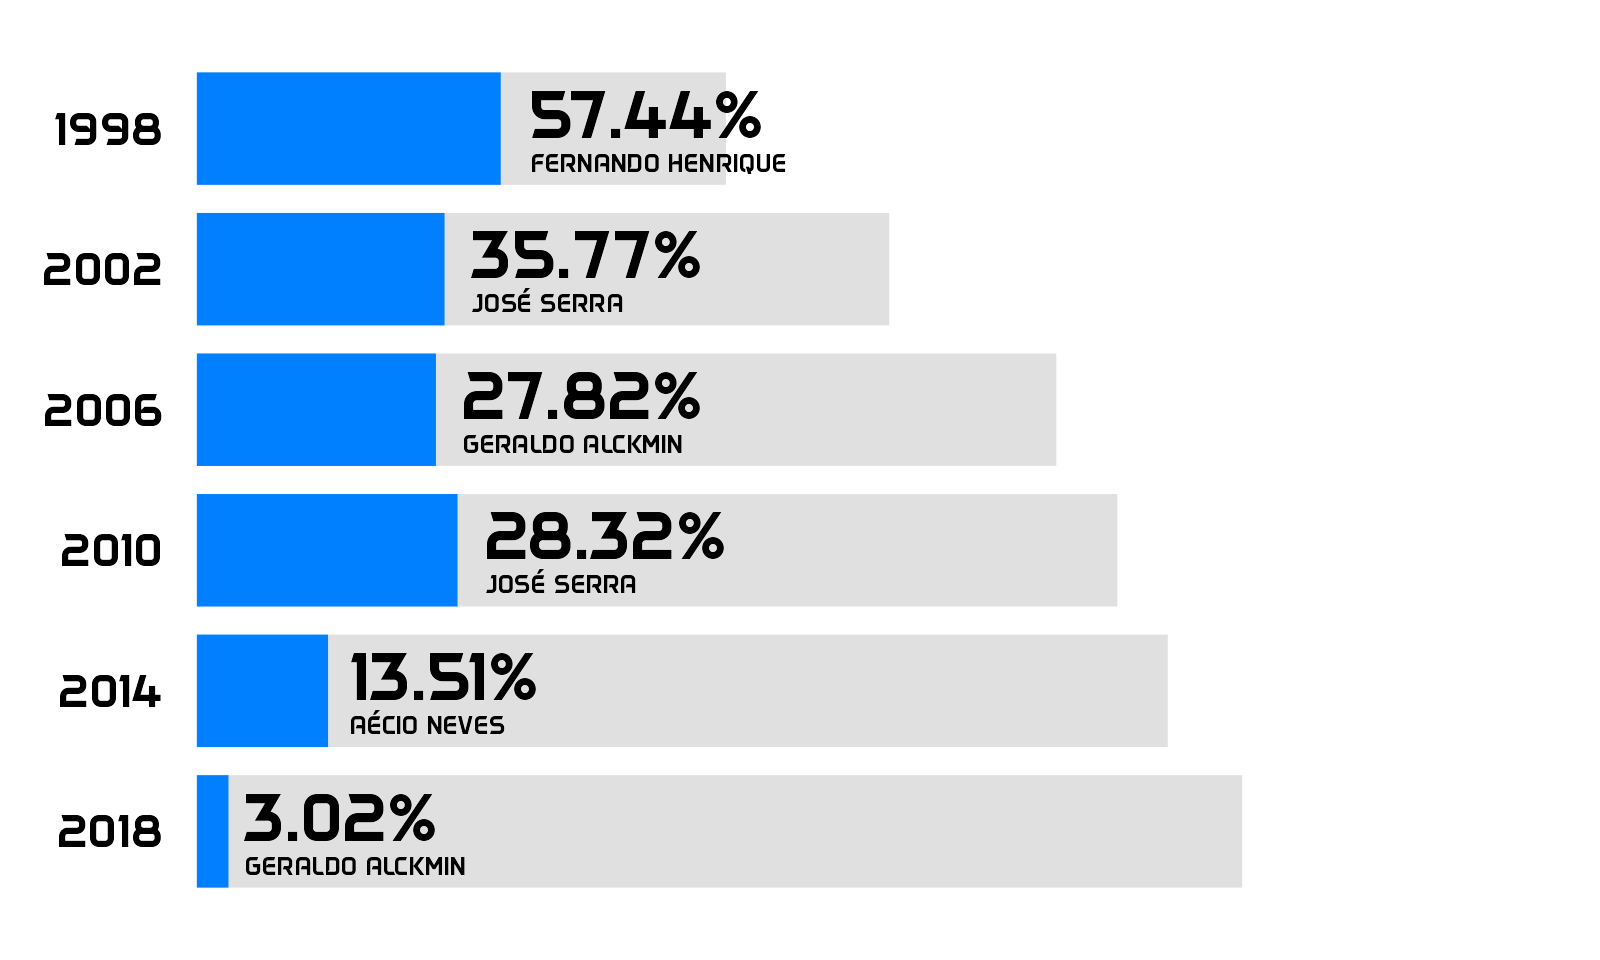 1998
57.44%
FERNANDO HENRIQUE
2002
35.77%
JOSÉ SERRA
2006
27.82%
GERALDO ALCKMIN
2010
28.32%
JOSÉ SERRA
2014
13.51%
AÉCIO NEVES
2018
3.02%
GERALDO ALCKMIN